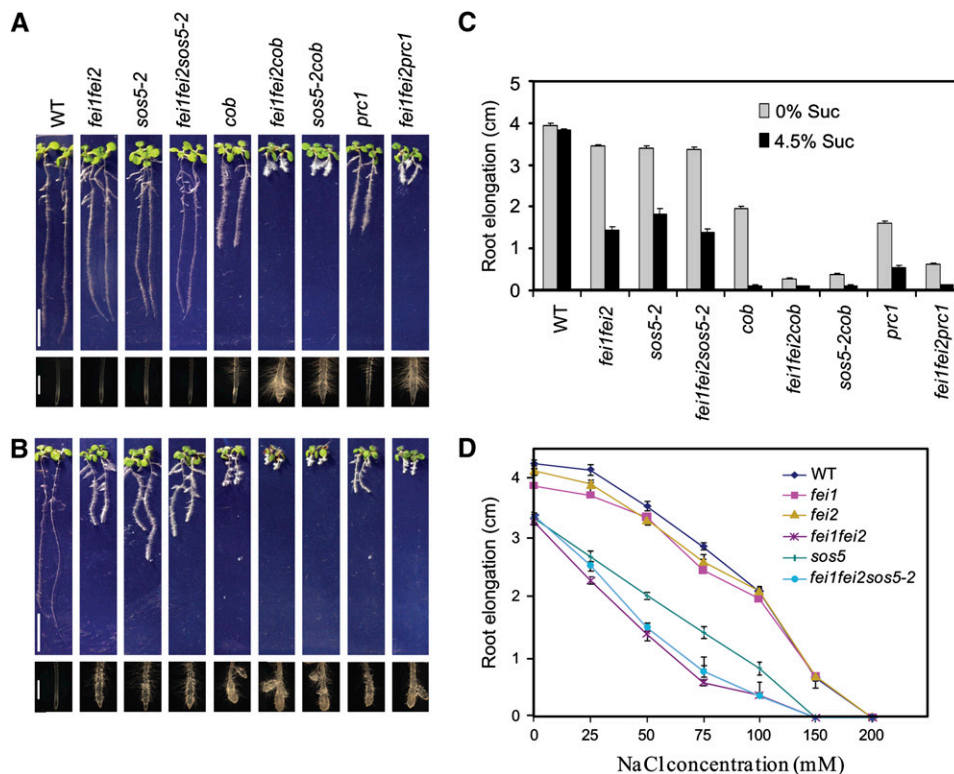 A
WT
fei1fei2
sos5-2
fei1fei2sos5-2
cob
fei1fei2cob
sos5-2cob
prc1
fei1fei2prc1
B
C
Root elongation (cm)
5
4
3
2
1
0
0% Suc
4.5% Suc
WT
fei1fei2
sos5-2
fei1fei2sos5-2
cob
fei1fei2cob
sos5-2cob
prc1
fei1fei2prc1
D
Root elongation (cm)
4
3
2
1
0
WT
fei1
fei2
fei1fei2
sos5
fei1fei2sos5-2
0 25 50 75 100 150 200
NaCl concentration (mM)